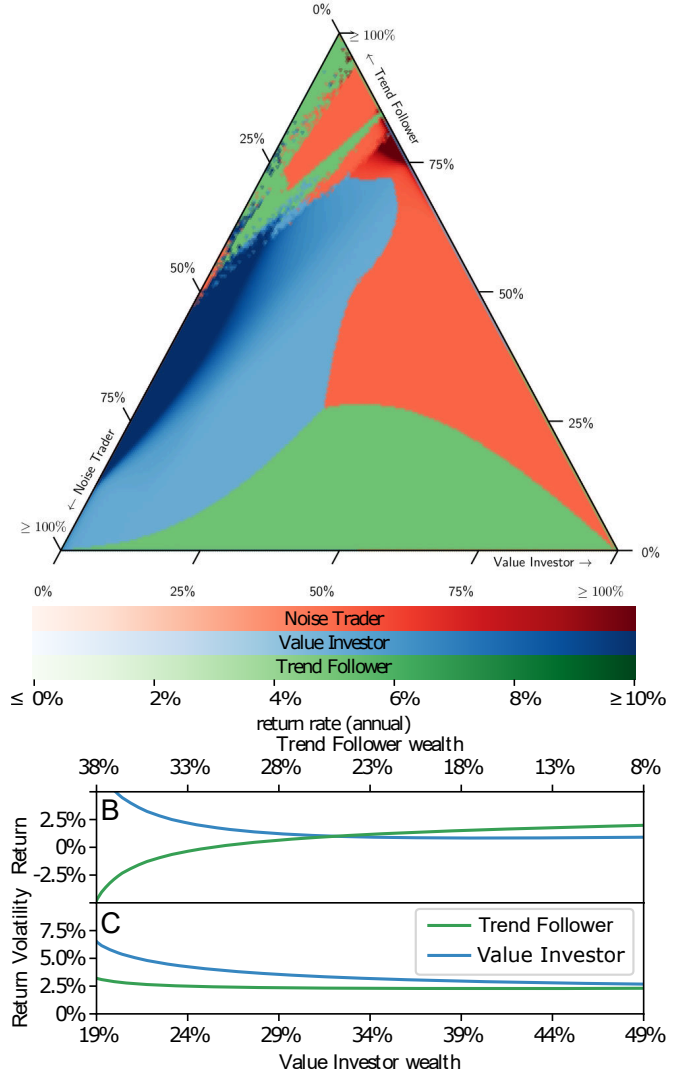 0%
≥ 100%
← Trend Follower
25%
75%
50%
50%
75%
25%
← Noise Trader
≥ 100%
0%
Value Investor →
0% 25% 50% 75% ≥ 100%
Noise Trader
Value Investor
Trend Follower
≤ 0% 2% 4% 6% 8% ≥10%
return rate (annual)
Trend Follower wealth
38% 33% 28% 23% 18% 13% 8%
B
2.5%
0%
-2.5%
Return
C
7.5%
5.0%
2.5%
0%
Return Volatility
Trend Follower
Value Investor
19% 24% 29% 34% 39% 44% 49%
Value Investor wealth